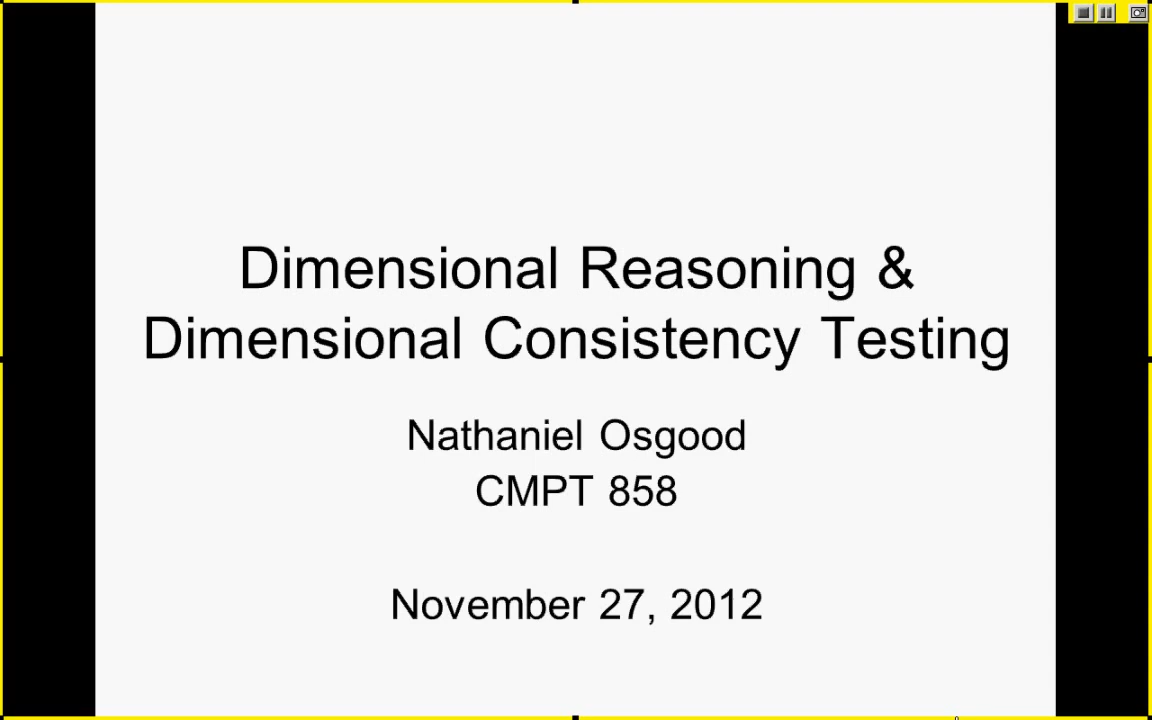 Dimensional Reasoning &
Dimensional Consistency Testing
Nathaniel Osgood
CMPT 858
November 27, 2012